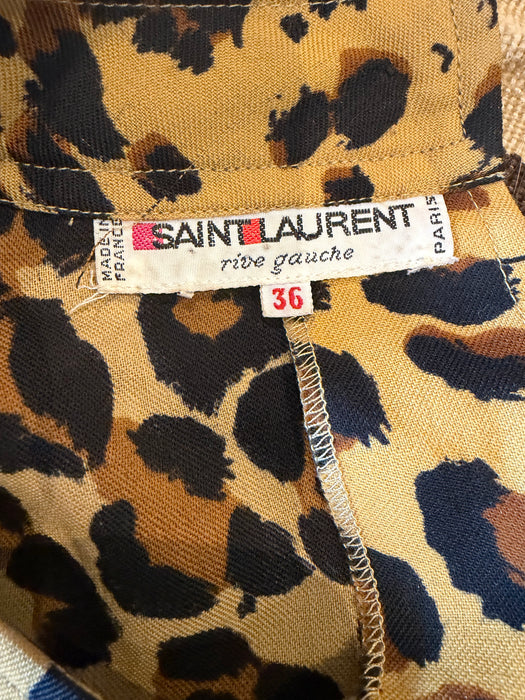 MADE IN
FRANCE
SAINT LAURENT
rive gauche
PARIS
36